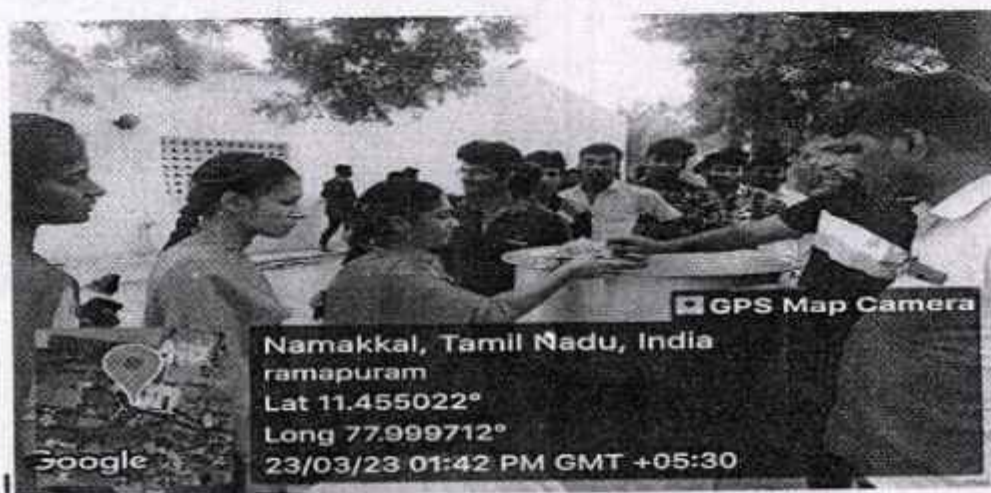 GPS Map Camera
Namakkal, Tamil Nadu, India
ramapuram
Lat 11.455022°
Long 77.999712°
23/03/23 01:42 PM GMT +05:30
Google